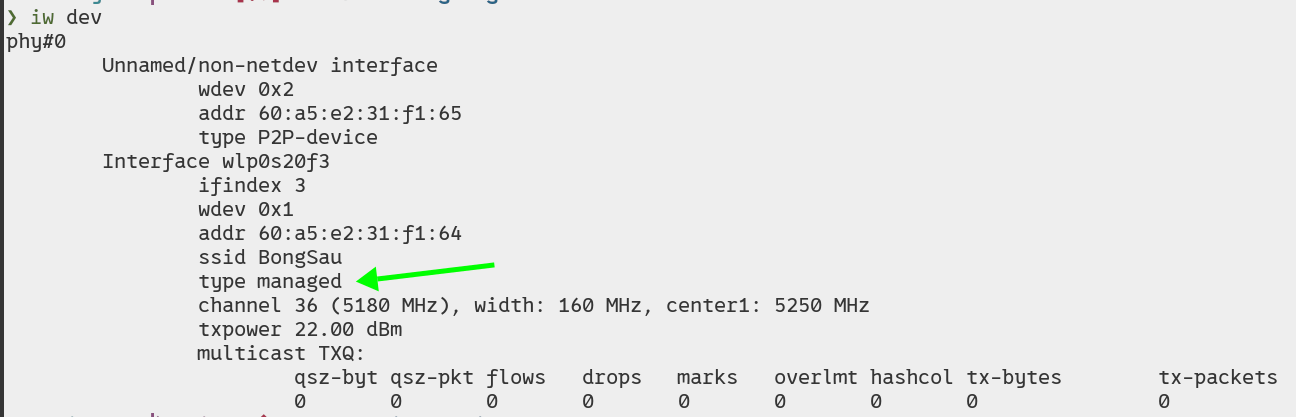 ❯ iw dev
phy#0
Unnamed/non-netdev interface
wdev 0x2
addr 60:a5:e2:31:f1:65
type P2P-device
Interface wlp0s20f3
ifindex 3
wdev 0x1
addr 60:a5:e2:31:f1:64
ssid BongSau
type managed
channel 36 (5180 MHz), width: 160 MHz, center1: 5250 MHz
txpower 22.00 dBm
multicast TXQ:
qsz-byt qsz-pkt flows drops marks overlmt hashcol tx-bytes tx-packets
0 0 0 0 0 0 0 0 0